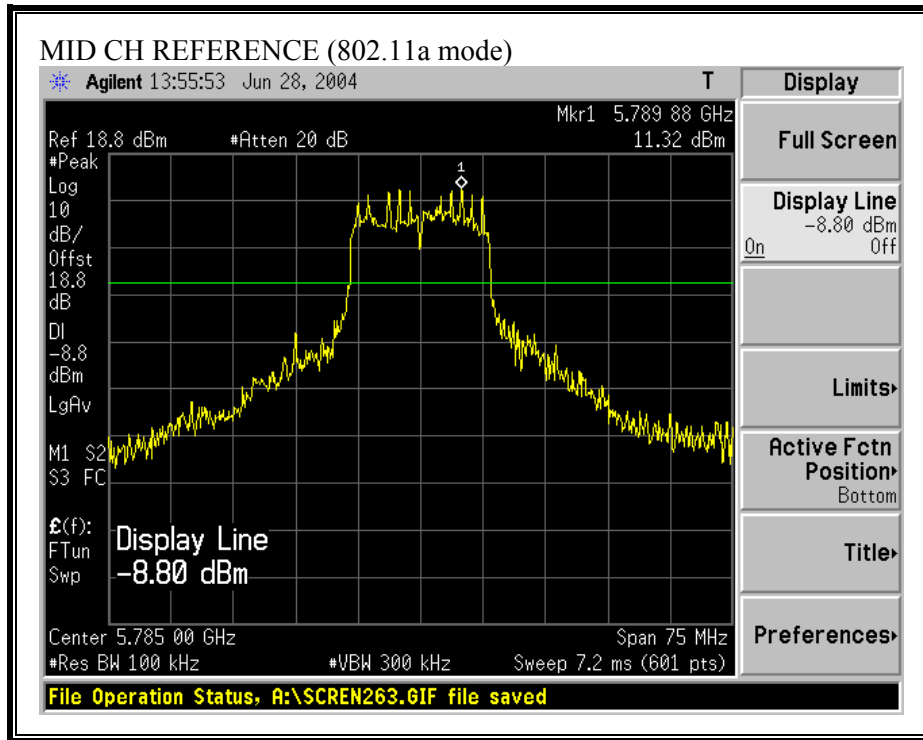 MID CH REFERENCE (802.11a mode)
Agilent 13:55:53 Jun 28, 2004 T
Mkr1 5.789 88 GHz
Ref 18.8 dBm #Atten 20 dB 11.32 dBm
#Peak
Log
10
dB/
Offst
18.8
dB
DI
-8.8
dBm
LgAv
M1 S2
S3 FC
£(f):
FTun
Swp
1
Display Line
-8.80 dBm
Center 5.785 00 GHz Span 75 MHz
#Res BW 100 kHz #VBW 300 kHz Sweep 7.2 ms (601 pts)
File Operation Status, A:\SCREN263.GIF file saved
Display
Full Screen
Display Line
-8.80 dBm
On Off
Limits
Active Fctn
Position
Bottom
Title
Preferences